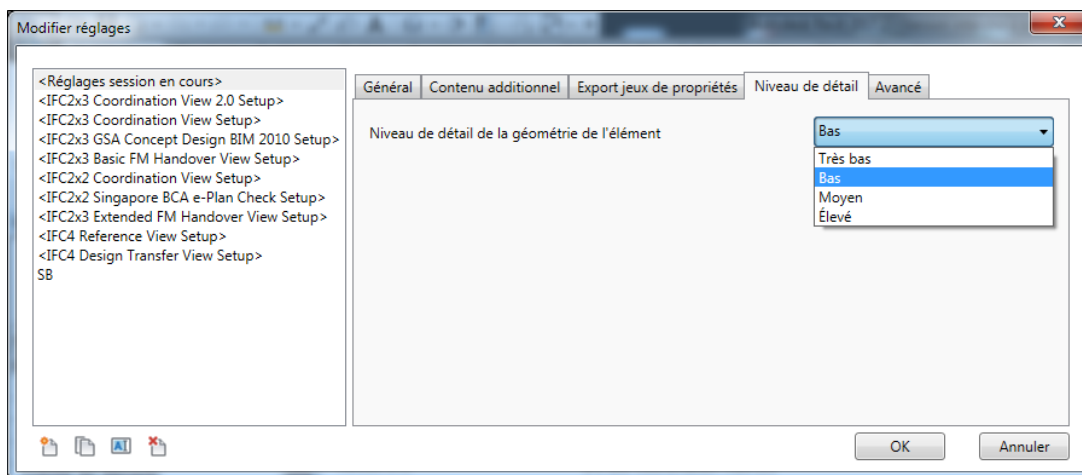 Modifier réglages
<Réglages session en cours>
<IFC2x3 Coordination View 2.0 Setup>
<IFC2x3 Coordination View Setup>
<IFC2x3 GSA Concept Design BIM 2010 Setup>
<IFC2x3 Basic FM Handover View Setup>
<IFC2x2 Coordination View Setup>
<IFC2x2 Singapore BCA e-Plan Check Setup>
<IFC2x3 Extended FM Handover View Setup>
<IFC4 Reference View Setup>
<IFC4 Design Transfer View Setup>
SB
Général Contenu additionnel Export jeux de propriétés Niveau de détail Avancé
Niveau de détail de la géométrie de l'élément Bas
Très bas
Bas
Moyen
Élevé
OK Annuler